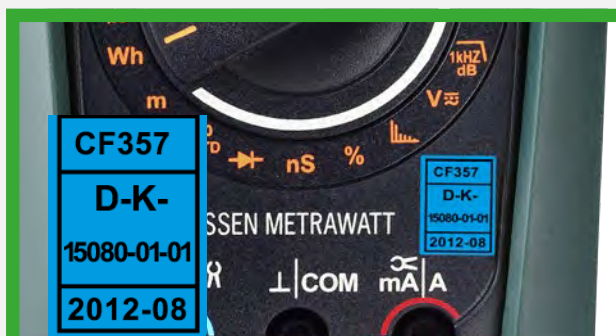 Wh
m
nS
%
V
1kHZ
dB
CF357
D-K-
15080-01-01
2012-08
CF357
D-K-
15080-01-01
2012-08
SSEN METRAWATT
⊥|COM
mA|A